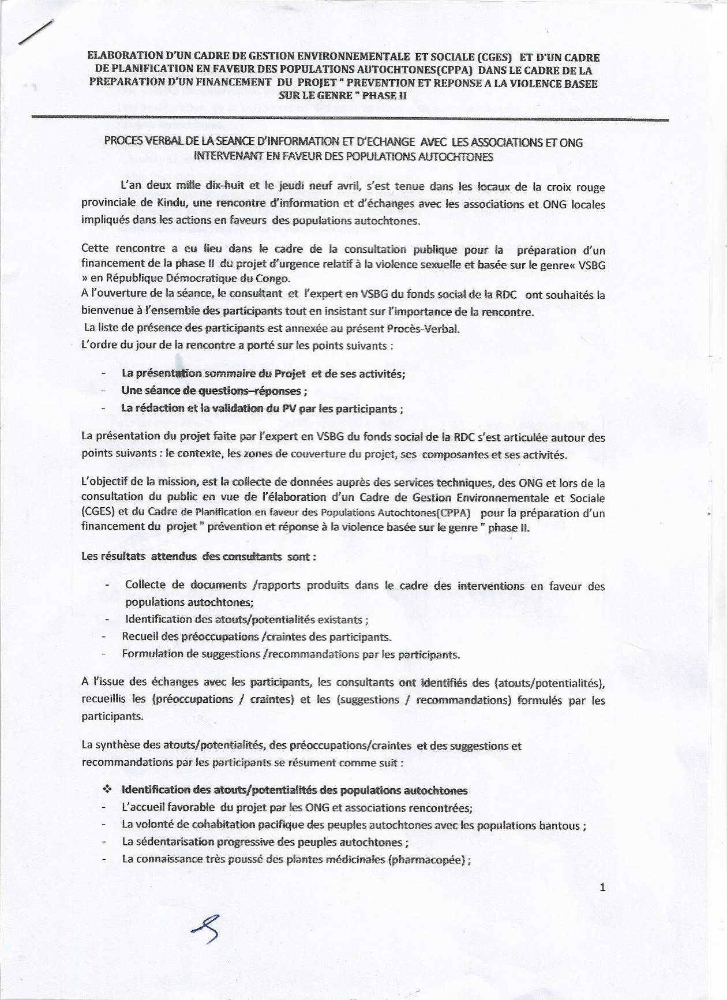 ELABORATION D'UN CADRE DE GESTION ENVIRONNEMENTALE ET SOCIALE (CGES) ET D'UN CADRE
DE PLANIFICATION EN FAVEUR DES POPULATIONS AUTOCHTONES(CPPA) DANS LE CADRE DE LA
PREPARATION D'UN FINANCEMENT DU PROJET " PREVENTION ET REPONSE A LA VIOLENCE BASEE
SUR LE GENRE " PHASE II
PROCES VERBAL DE LA SEANCE D'INFORMATION ET D'ECHANGE AVEC LES ASSOCIATIONS ET ONG
INTERVENANT EN FAVEUR DES POPULATIONS AUTOCHTONES
L'an deux mille dix-huit et le jeudi neuf avril, s'est tenue dans les locaux de la croix rouge
provinciale de Kindu, une rencontre d'information et d'échanges avec les associations et ONG locales
impliqués dans les actions en faveurs des populations autochtones.
Cette rencontre a eu lieu dans le cadre de la consultation publique pour la préparation d'un
financement de la phase II du projet d'urgence relatif à la violence sexuelle et basée sur le genre« VSBG
» en République Démocratique du Congo.
A l'ouverture de la séance, le consultant et l'expert en VSBG du fonds social de la RDC ont souhaités la
bienvenue à l'ensemble des participants tout en insistant sur l'importance de la rencontre.
La liste de présence des participants est annexée au présent Procès-Verbal.
L'ordre du jour de la rencontre a porté sur les points suivants :
- La présentation sommaire du Projet et de ses activités;
- Une séance de questions–réponses ;
- La rédaction et la validation du PV par les participants ;
La présentation du projet faite par l'expert en VSBG du fonds social de la RDC s'est articulée autour des
points suivants : le contexte, les zones de couverture du projet, ses composantes et ses activités.
L'objectif de la mission, est la collecte de données auprès des services techniques, des ONG et lors de la
consultation du public en vue de l'élaboration d'un Cadre de Gestion Environnementale et Sociale
(CGES) et du Cadre de Planification en faveur des Populations Autochtones(CPPA) pour la préparation d'un
financement du projet " prévention et réponse à la violence basée sur le genre " phase II.
Les résultats attendus des consultants sont :
- Collecte de documents /rapports produits dans le cadre des interventions en faveur des
populations autochtones;
- Identification des atouts/potentialités existants ;
- Recueil des préoccupations /craintes des participants.
- Formulation de suggestions /recommandations par les participants.
A l'issue des échanges avec les participants, les consultants ont identifiés des (atouts/potentialités),
recueillis les (préoccupations / craintes) et les (suggestions / recommandations) formulés par les
participants.
La synthèse des atouts/potentialités, des préoccupations/craintes et des suggestions et
recommandations par les participants se résument comme suit :
❖ Identification des atouts/potentialités des populations autochtones
- L'accueil favorable du projet par les ONG et associations rencontrées;
- La volonté de cohabitation pacifique des peuples autochtones avec les populations bantous ;
- La sédentarisation progressive des peuples autochtones ;
- La connaissance très poussé des plantes médicinales (pharmacopée) ;
1